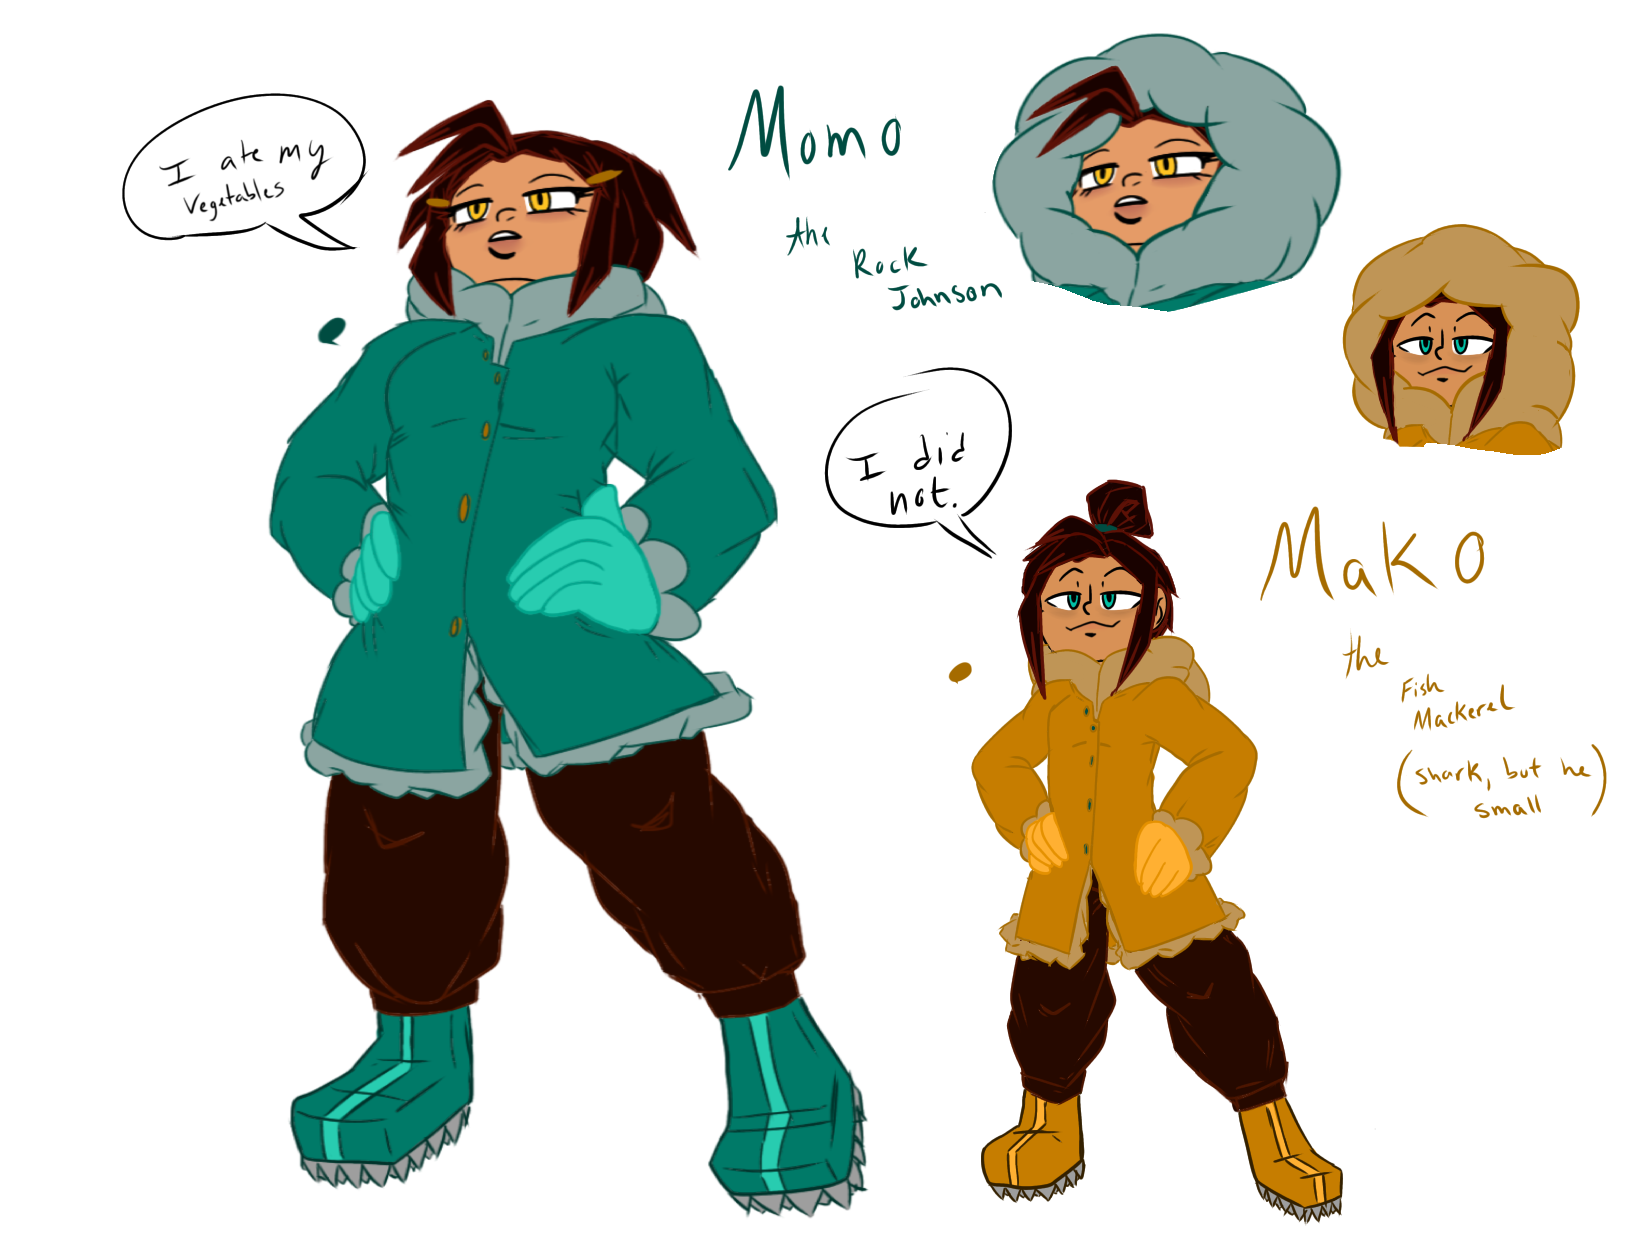 I ate my
Vegetables
Momo
the
Rock
Johnson
I did
not.
Mako
the
Fish
Mackerel
(shark, but he
small)